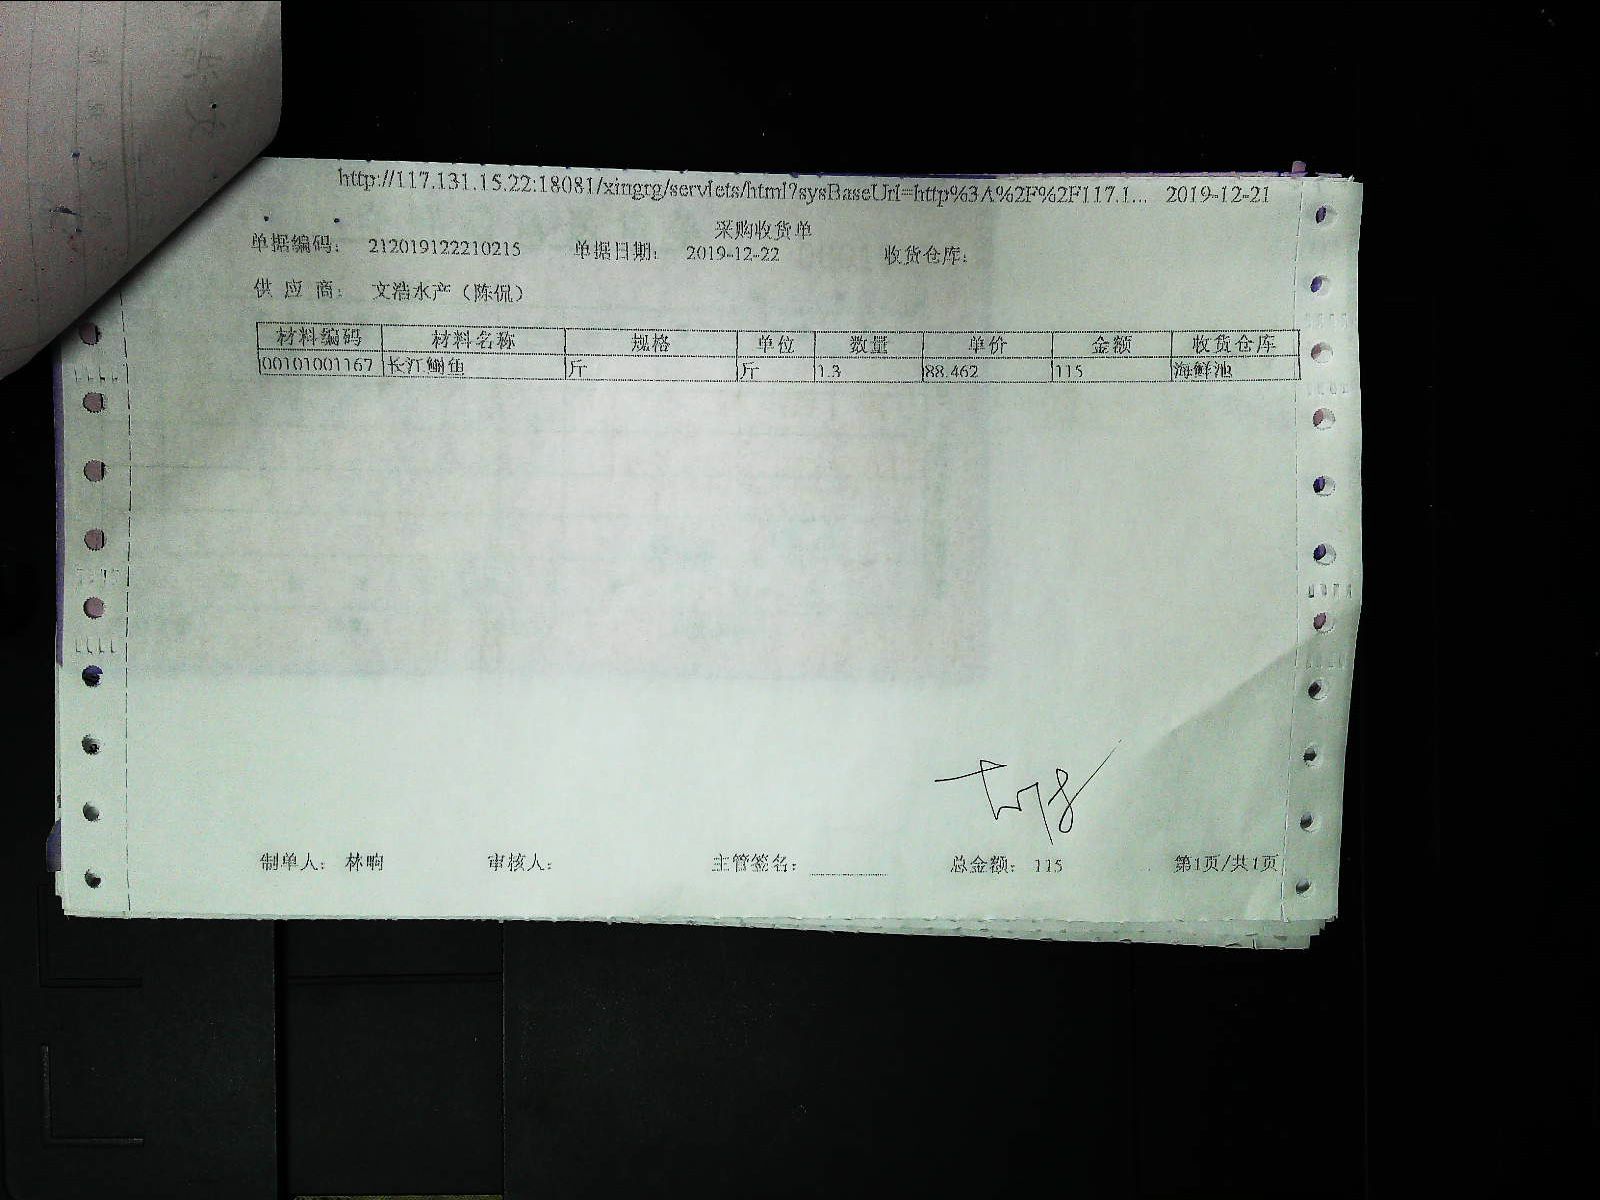 http://117.131.15.22:18081/xingrg/servlets/html?sysBaseUrl=http%3A%2F%2F117.1... 2019-12-21
采购收货单
单据编码： 212019122210215 单据日期： 2019-12-22 收货仓库：
供 应 商： 文浩水产（陈侃）
材料编码 材料名称 规格 单位 数量 单价 金额 收货仓库
00101001167 长江鮰鱼 斤 斤 1.3 88.462 115 海鲜池
制单人： 林响 审核人： 主管签名： 总金额： 115 第1页/共1页